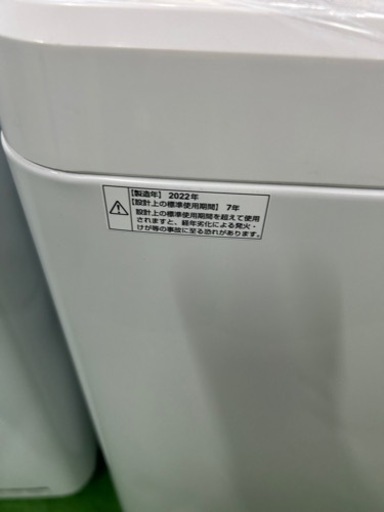 【製造年】 2022年
【設計上の標準使用期間】 7年
設計上の標準使用期間を超えて使用
されますと、経年劣化による発火・
けが等の事故に至る恐れがあります。